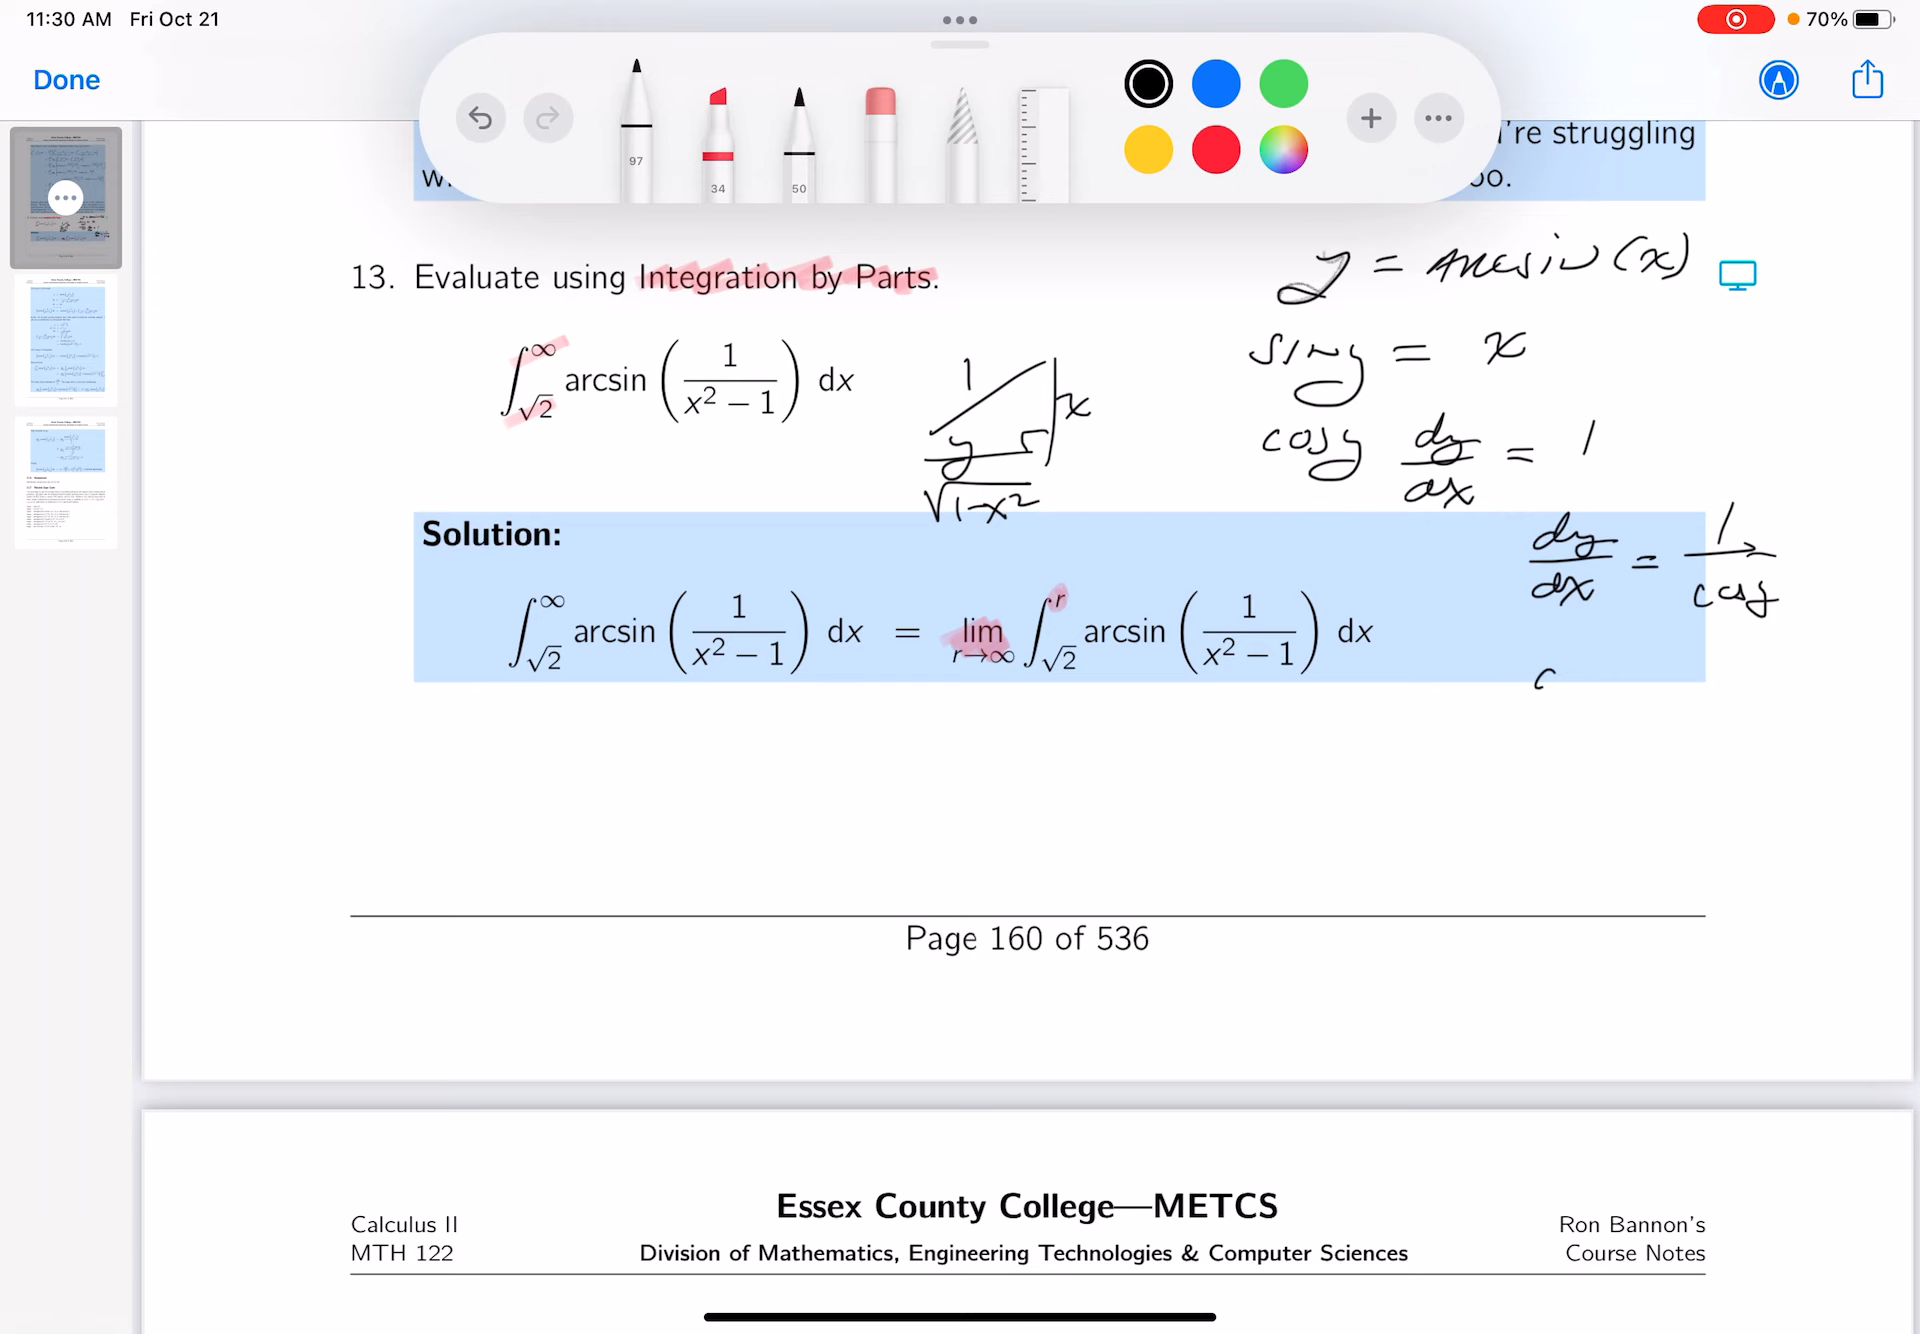 11:30 AM Fri Oct 21
70%
Done
97
34
50
're struggling
oo.
13. Evaluate using Integration by Parts.
∫_{√2}^{∞} arcsin (1/(x² − 1)) dx
y = arcsin(x)
sin y = x
cos y dy/dx = 1
1
x
y
√1-x²
dy/dx = 1/cos y
c
Solution:
∫_{√2}^{∞} arcsin (1/(x² − 1)) dx = lim_{r→∞} ∫_{√2}^{r} arcsin (1/(x² − 1)) dx
Page 160 of 536
Calculus II
MTH 122
Essex County College—METCS
Division of Mathematics, Engineering Technologies & Computer Sciences
Ron Bannon's
Course Notes